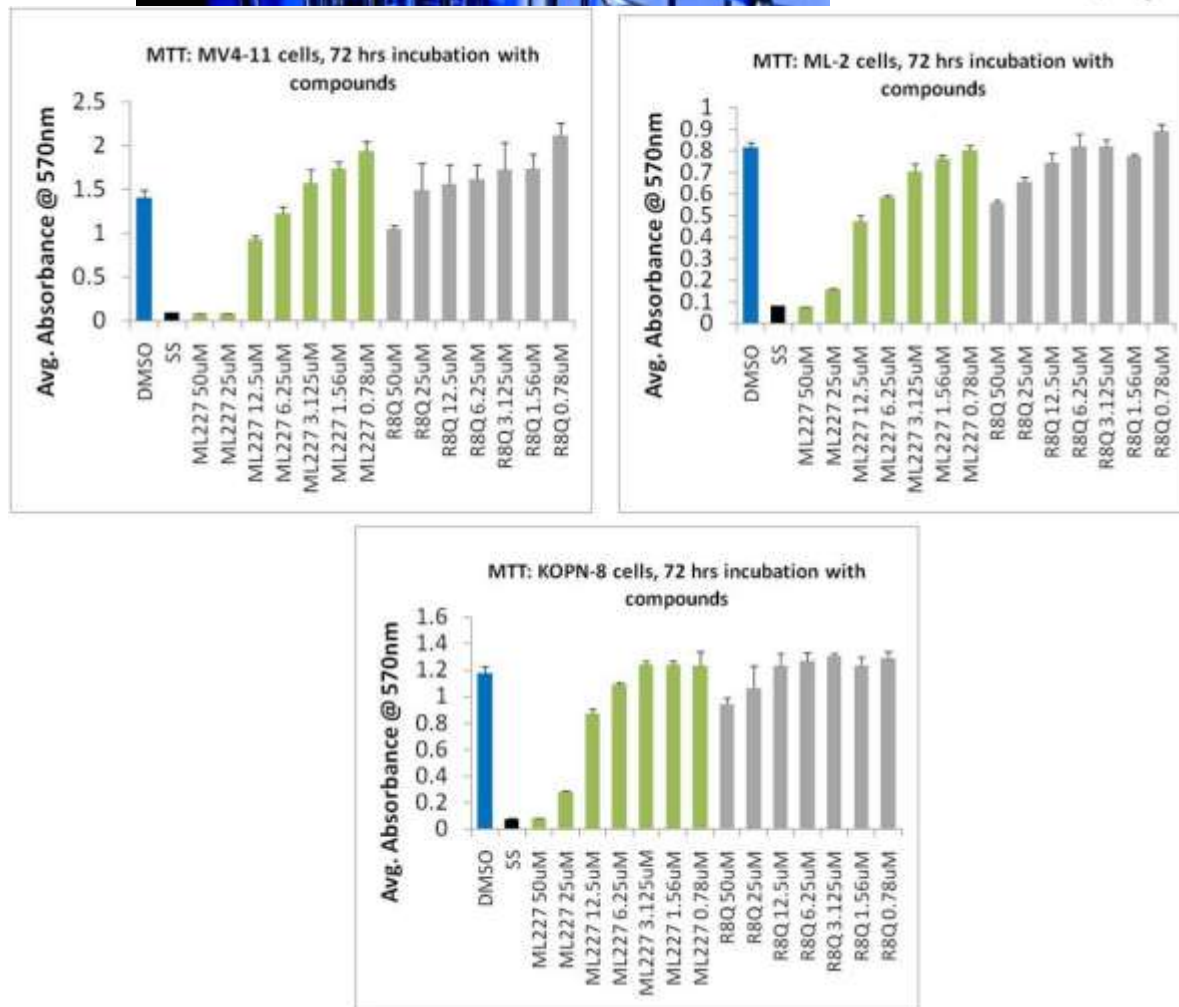 MTT: MV4-11 cells, 72 hrs incubation with
compounds
Avg. Absorbance @ 570nm
2.5
2
1.5
1
0.5
0
DMSO
SS
ML227 50uM
ML227 25uM
ML227 12.5uM
ML227 6.25uM
ML227 3.125uM
ML227 1.56uM
ML227 0.78uM
R8Q 50uM
R8Q 25uM
R8Q 12.5uM
R8Q 6.25uM
R8Q 3.125uM
R8Q 1.56uM
R8Q 0.78uM
MTT: ML-2 cells, 72 hrs incubation with
compounds
Avg. Absorbance @ 570nm
1
0.9
0.8
0.7
0.6
0.5
0.4
0.3
0.2
0.1
0
DMSO
SS
ML227 50uM
ML227 25uM
ML227 12.5uM
ML227 6.25uM
ML227 3.125uM
ML227 1.56uM
ML227 0.78uM
R8Q 50uM
R8Q 25uM
R8Q 12.5uM
R8Q 6.25uM
R8Q 3.125uM
R8Q 1.56uM
R8Q 0.78uM
MTT: KOPN-8 cells, 72 hrs incubation with
compounds
Avg. Absorbance @ 570nm
1.6
1.4
1.2
1
0.8
0.6
0.4
0.2
0
DMSO
SS
ML227 50uM
ML227 25uM
ML227 12.5uM
ML227 6.25uM
ML227 3.125uM
ML227 1.56uM
ML227 0.78uM
R8Q 50uM
R8Q 25uM
R8Q 12.5uM
R8Q 6.25uM
R8Q 3.125uM
R8Q 1.56uM
R8Q 0.78uM